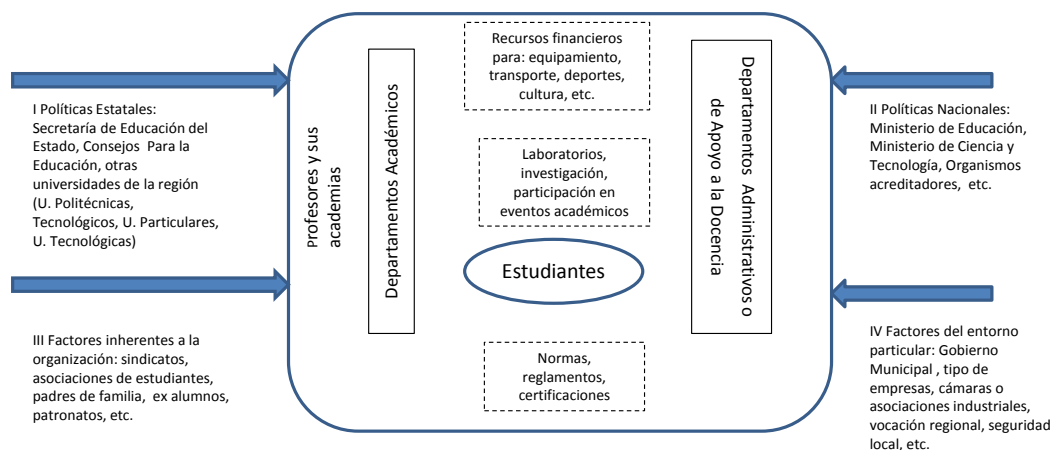 I Políticas Estatales:
Secretaría de Educación del
Estado, Consejos Para la
Educación, otras
universidades de la región
(U. Politécnicas,
Tecnológicos, U. Particulares,
U. Tecnológicas)
III Factores inherentes a la
organización: sindicatos,
asociaciones de estudiantes,
padres de familia, ex alumnos,
patronatos, etc.
Profesores y sus
academias
Departamentos Académicos
Recursos financieros
para: equipamiento,
transporte, deportes,
cultura, etc.
Laboratorios,
investigación,
participación en
eventos académicos
Estudiantes
Normas,
reglamentos,
certificaciones
Departamentos Administrativos o
de Apoyo a la Docencia
II Políticas Nacionales:
Ministerio de Educación,
Ministerio de Ciencia y
Tecnología, Organismos
acreditadores, etc.
IV Factores del entorno
particular: Gobierno
Municipal , tipo de
empresas, cámaras o
asociaciones industriales,
vocación regional, seguridad
local, etc.